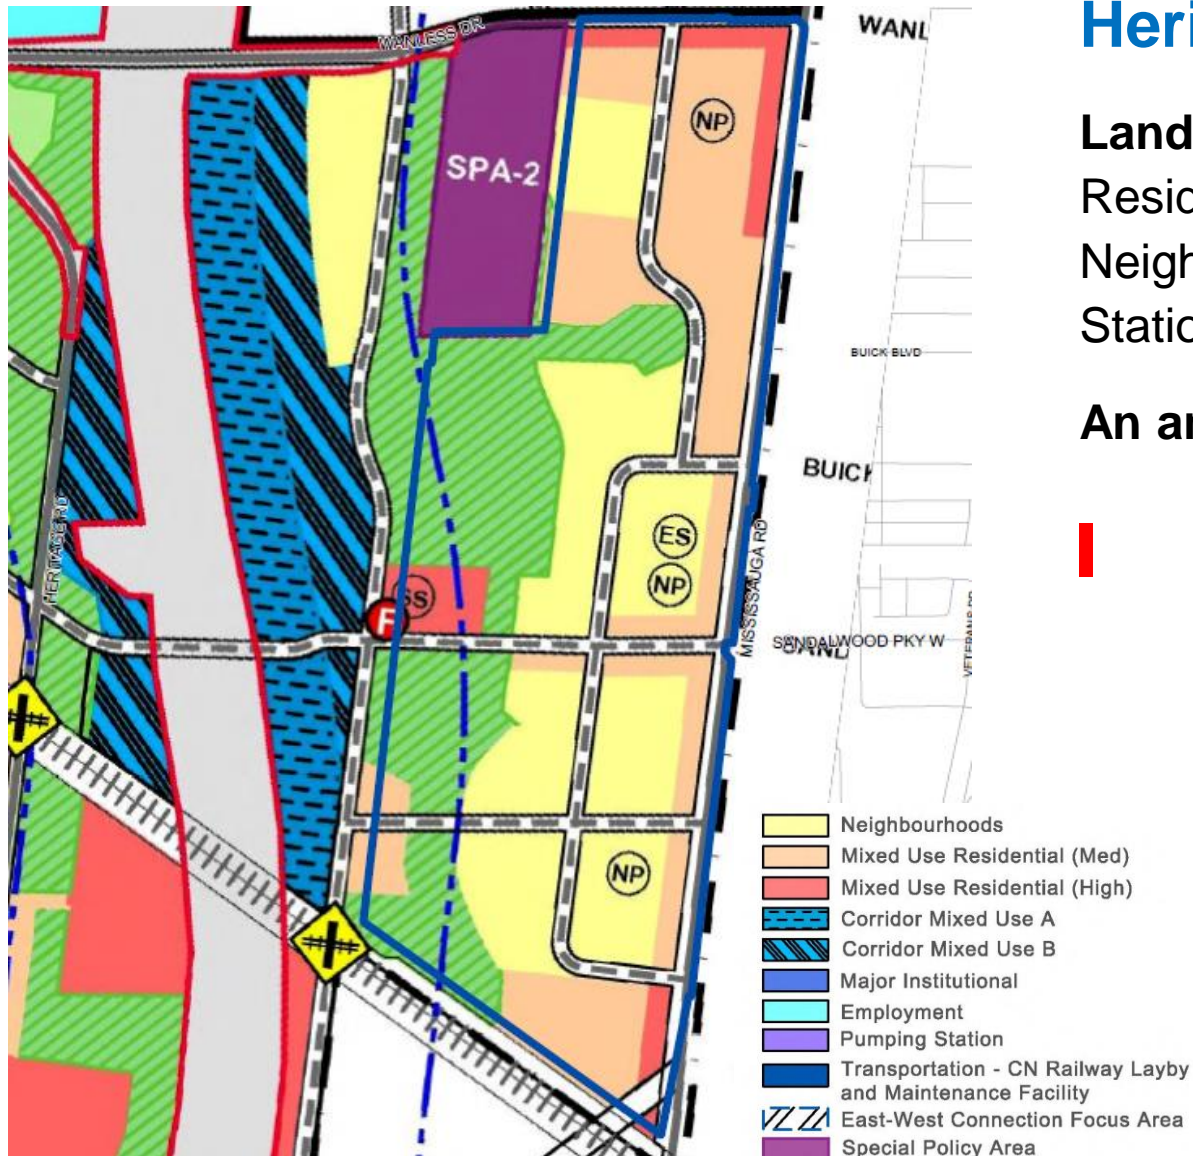 Heri
WANL
WANLESS DR
Land
NP
Resid
SPA-2
Neigh
Static
BUICK BLVD
An ar
BUICK
HERITAGE RD
ES
NP
MISSISSAUGA RD
SS
F
SANDALWOOD PKY W
SANDL
NP
Neighbourhoods
Mixed Use Residential (Med)
Mixed Use Residential (High)
Corridor Mixed Use A
Corridor Mixed Use B
Major Institutional
Employment
Pumping Station
Transportation - CN Railway Layby
and Maintenance Facility
East-West Connection Focus Area
Special Policy Area